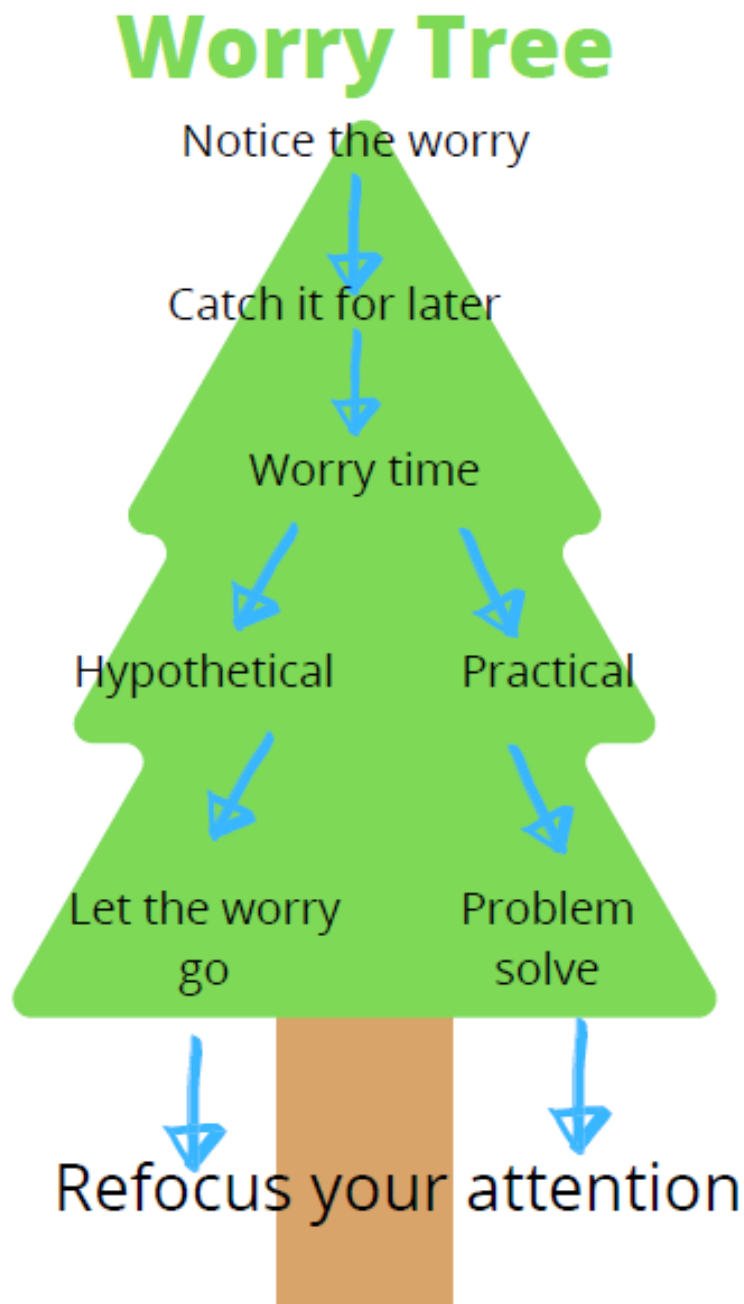 Worry Tree
Notice the worry
Catch it for later
Worry time
Hypothetical
Practical
Let the worry
go
Problem
solve
Refocus your attention